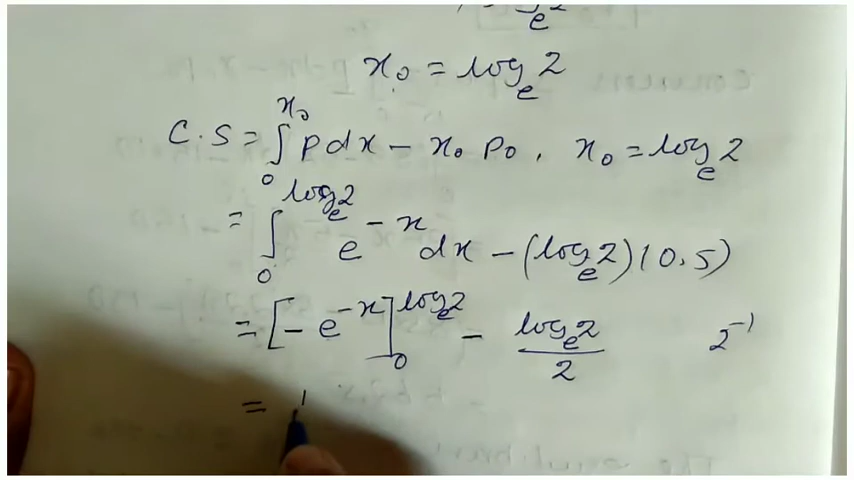 x₀ = logₑ2
C.S = ∫₀^x₀ p dx - x₀ p₀, x₀ = logₑ2
= ∫₀^logₑ2 e^-x dx - (logₑ2)(0.5)
= [-e^-x]₀^logₑ2 - logₑ2/2 2^-1
=